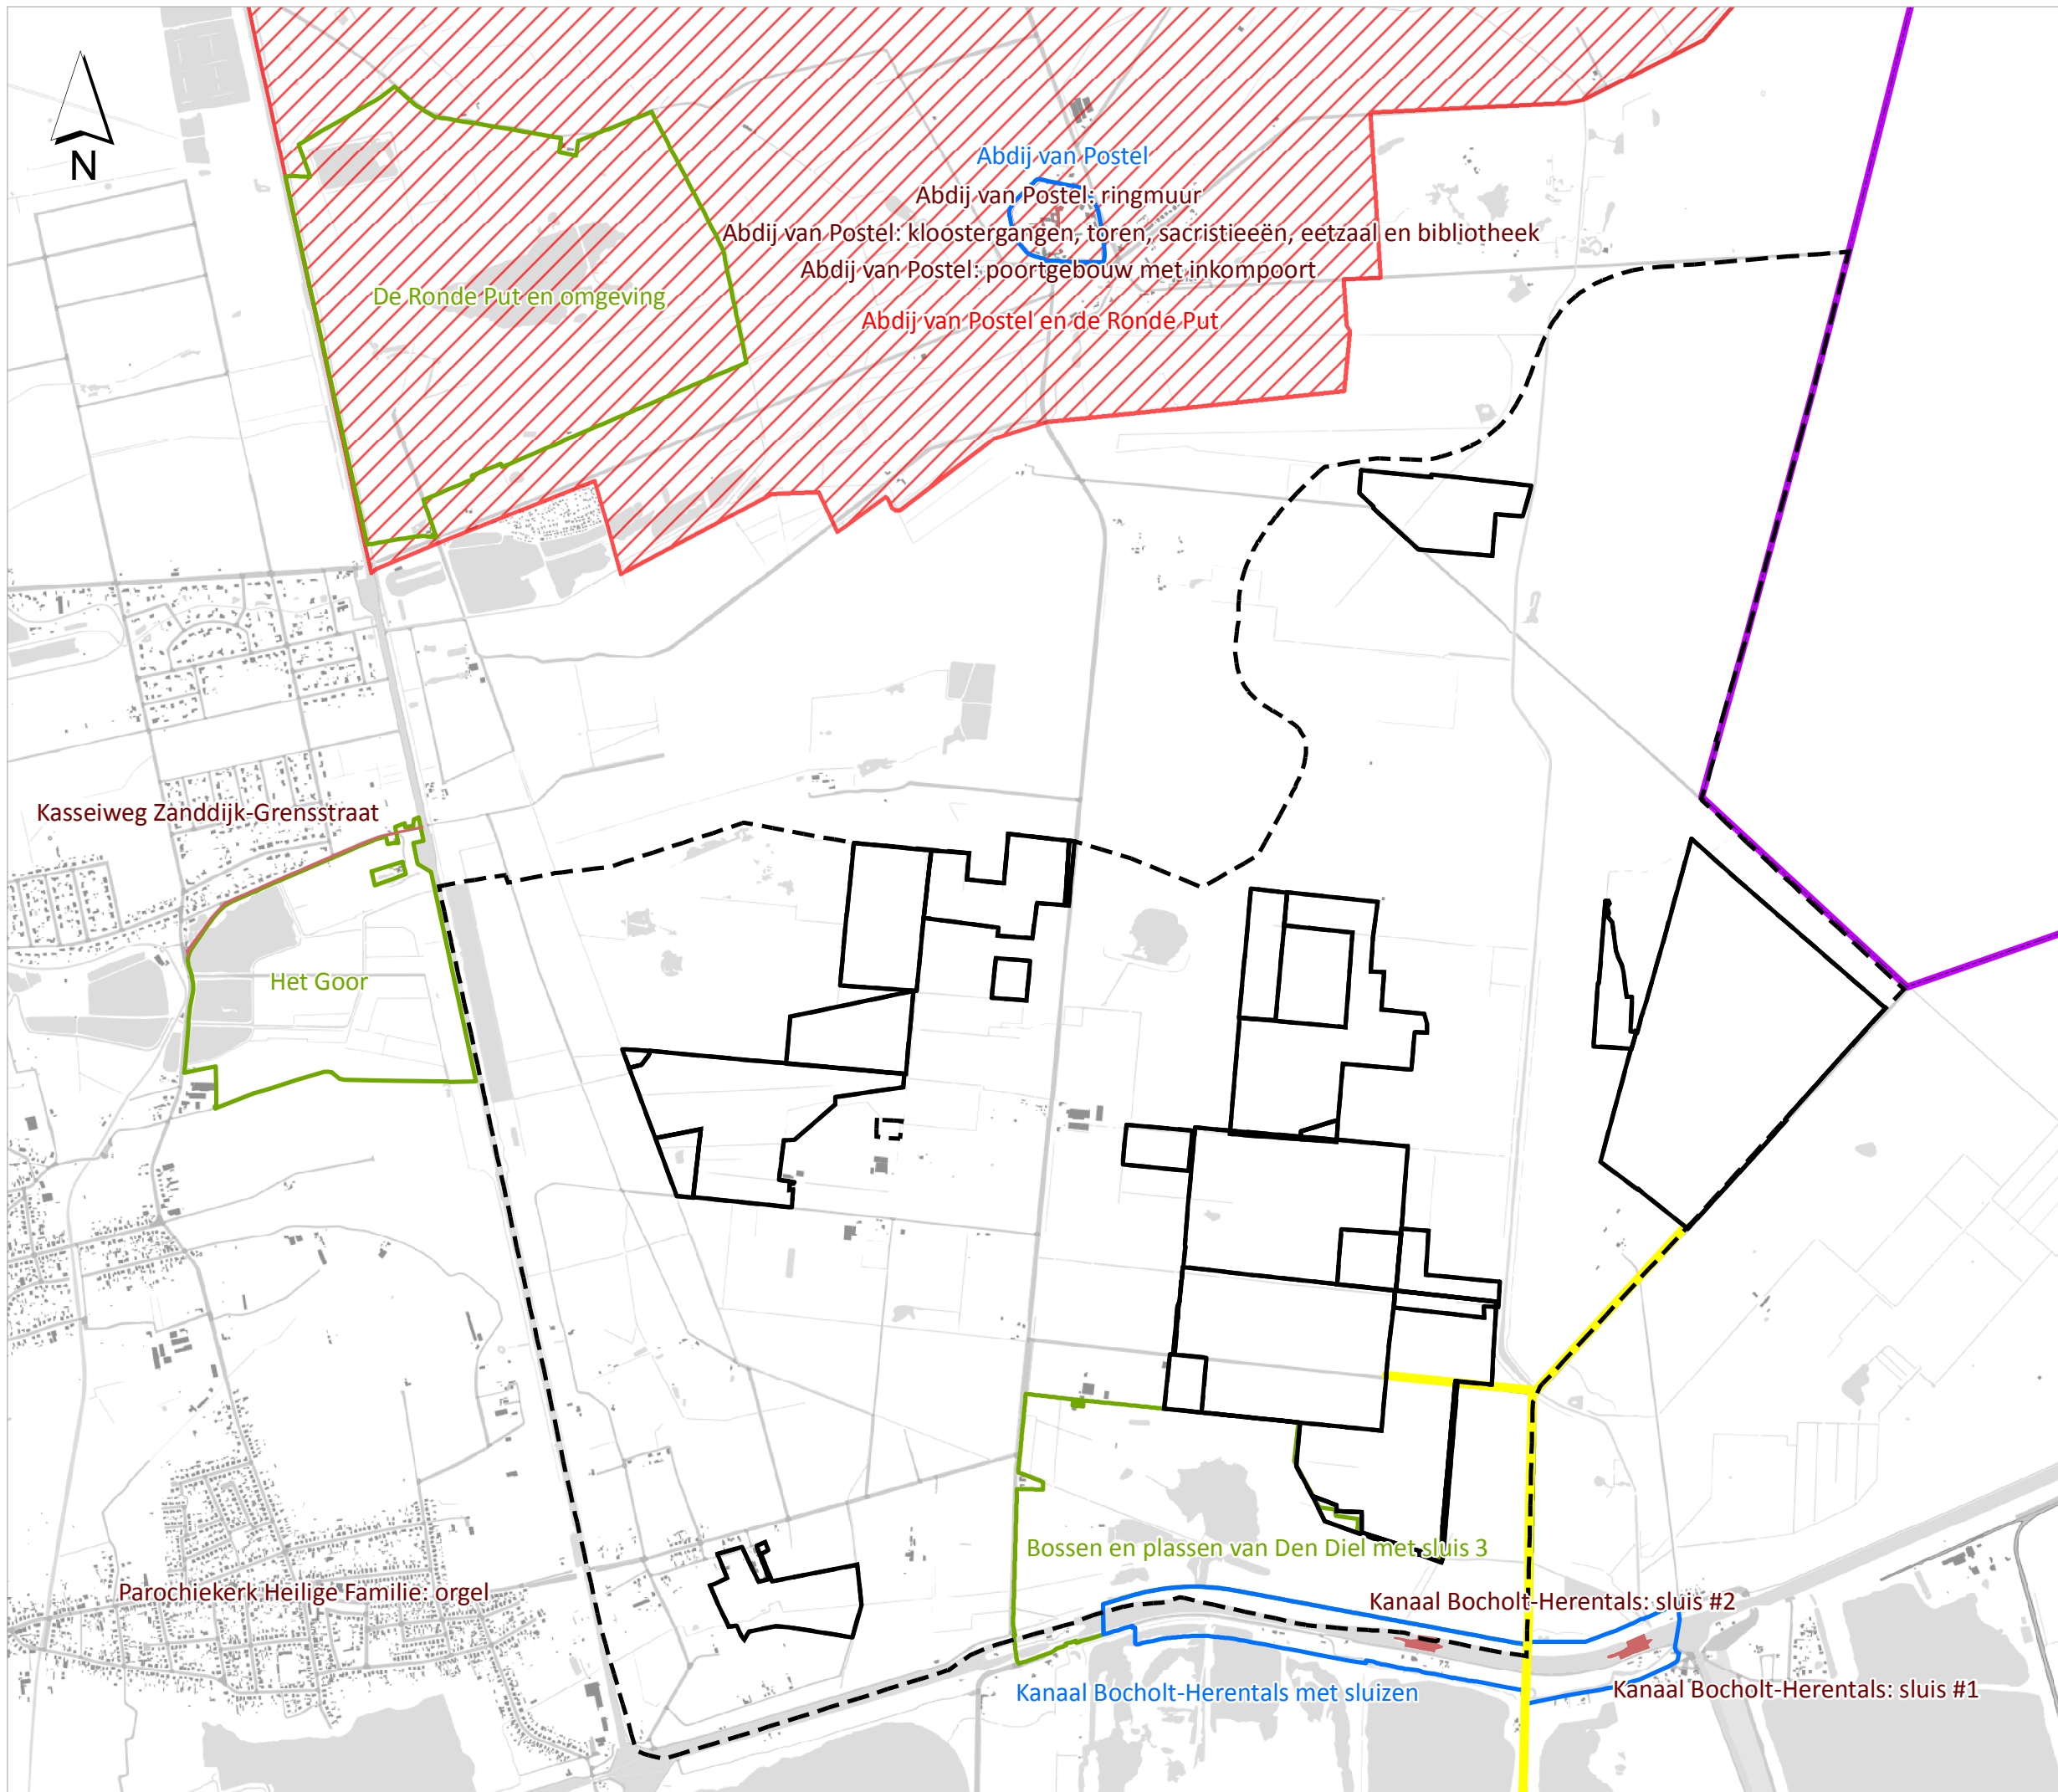 N
Abdij van Postel
Abdij van Postel: ringmuur
Abdij van Postel: kloostergangen, toren, sacristieeën, eetzaal en bibliotheek
Abdij van Postel: poortgebouw met inkompoort
De Ronde Put en omgeving
Abdij van Postel en de Ronde Put
Kasseiweg Zanddijk-Grensstraat
Het Goor
Bossen en plassen van Den Diel met sluis 3
Parochiekerk Heilige Familie: orgel
Kanaal Bocholt-Herentals: sluis #2
Kanaal Bocholt-Herentals met sluizen
Kanaal Bocholt-Herentals: sluis #1